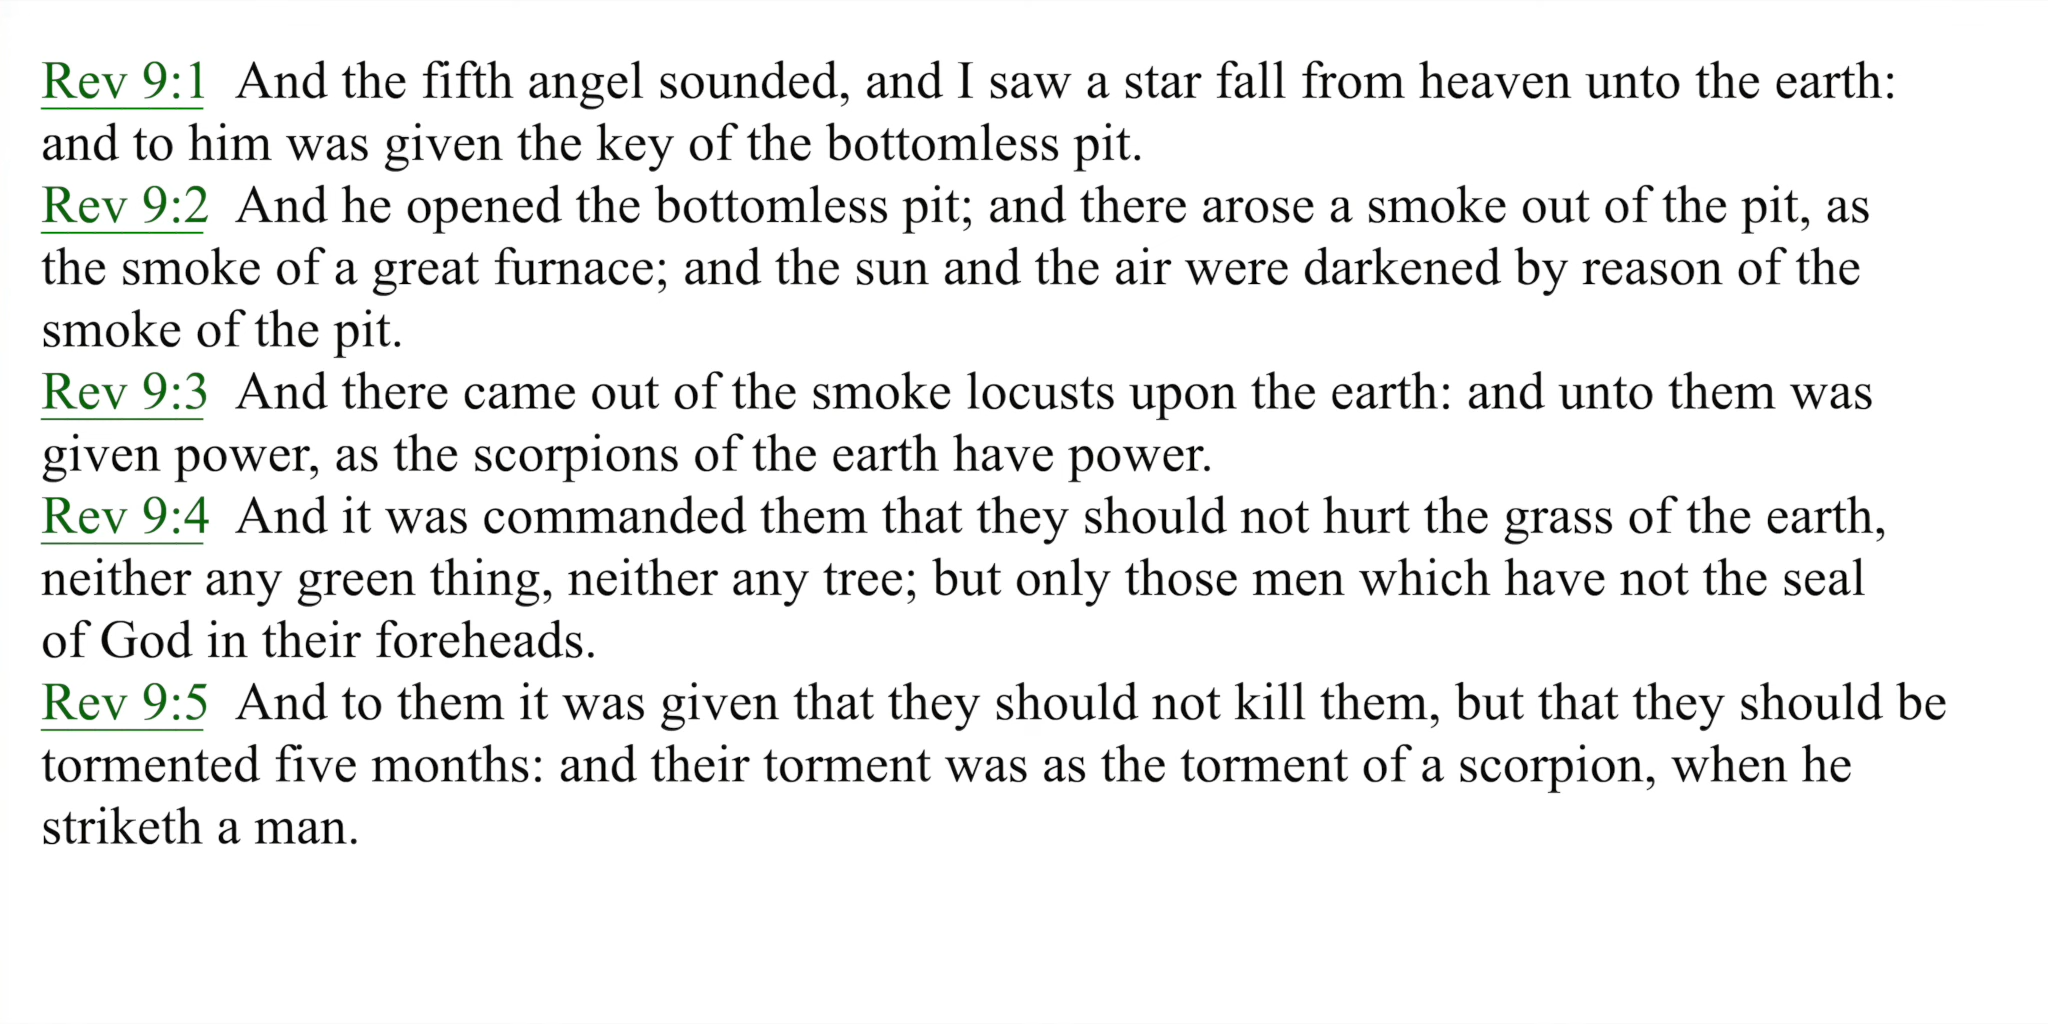 Rev 9:1 And the fifth angel sounded, and I saw a star fall from heaven unto the earth:
and to him was given the key of the bottomless pit.
Rev 9:2 And he opened the bottomless pit; and there arose a smoke out of the pit, as
the smoke of a great furnace; and the sun and the air were darkened by reason of the
smoke of the pit.
Rev 9:3 And there came out of the smoke locusts upon the earth: and unto them was
given power, as the scorpions of the earth have power.
Rev 9:4 And it was commanded them that they should not hurt the grass of the earth,
neither any green thing, neither any tree; but only those men which have not the seal
of God in their foreheads.
Rev 9:5 And to them it was given that they should not kill them, but that they should be
tormented five months: and their torment was as the torment of a scorpion, when he
striketh a man.